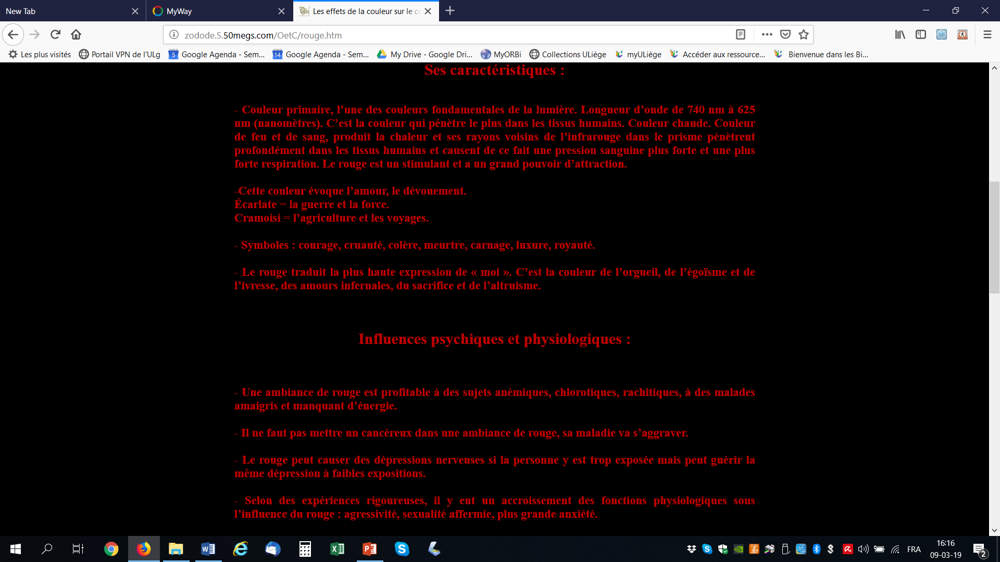 New Tab
MyWay
Les effets de la couleur sur le co
zodode.5.50megs.com/OetC/rouge.htm
Les plus visités
Portail VPN de l'ULg
5 Google Agenda - Sem...
14 Google Agenda - Sem...
My Drive - Google Dri...
MyORBi
Collections ULiège
myULiège
Accéder aux ressource...
Bienvenue dans les Bi...
Ses caractéristiques :
- Couleur primaire, l’une des couleurs fondamentales de la lumière. Longueur d’onde de 740 nm à 625
nm (nanomètres). C’est la couleur qui pénètre le plus dans les tissus humains. Couleur chaude. Couleur
de feu et de sang, produit la chaleur et ses rayons voisins de l’infrarouge dans le prisme pénètrent
profondément dans les tissus humains et causent de ce fait une pression sanguine plus forte et une plus
forte respiration. Le rouge est un stimulant et a un grand pouvoir d’attraction.
-Cette couleur évoque l’amour, le dévouement.
Écarlate = la guerre et la force.
Cramoisi = l’agriculture et les voyages.
- Symboles : courage, cruauté, colère, meurtre, carnage, luxure, royauté.
- Le rouge traduit la plus haute expression de « moi ». C’est la couleur de l’orgueil, de l’égoïsme et de
l’ivresse, des amours infernales, du sacrifice et de l’altruisme.
Influences psychiques et physiologiques :
- Une ambiance de rouge est profitable à des sujets anémiques, chlorotiques, rachitiques, à des malades
amaigris et manquant d’énergie.
- Il ne faut pas mettre un cancéreux dans une ambiance de rouge, sa maladie va s’aggraver.
- Le rouge peut causer des dépressions nerveuses si la personne y est trop exposée mais peut guérir la
même dépression à faibles expositions.
- Selon des expériences rigoureuses, il y eut un accroissement des fonctions physiologiques sous
l’influence du rouge : agressivité, sexualité affermie, plus grande anxiété.
FRA
16:16
09-03-19
2